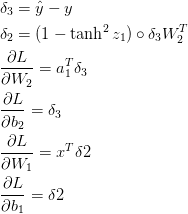 δ₃ = ŷ − y
δ₂ = (1 − tanh² z₁) ∘ δ₃W₂ᵀ
∂L/∂W₂ = a₁ᵀδ₃
∂L/∂b₂ = δ₃
∂L/∂W₁ = xᵀδ2
∂L/∂b₁ = δ2